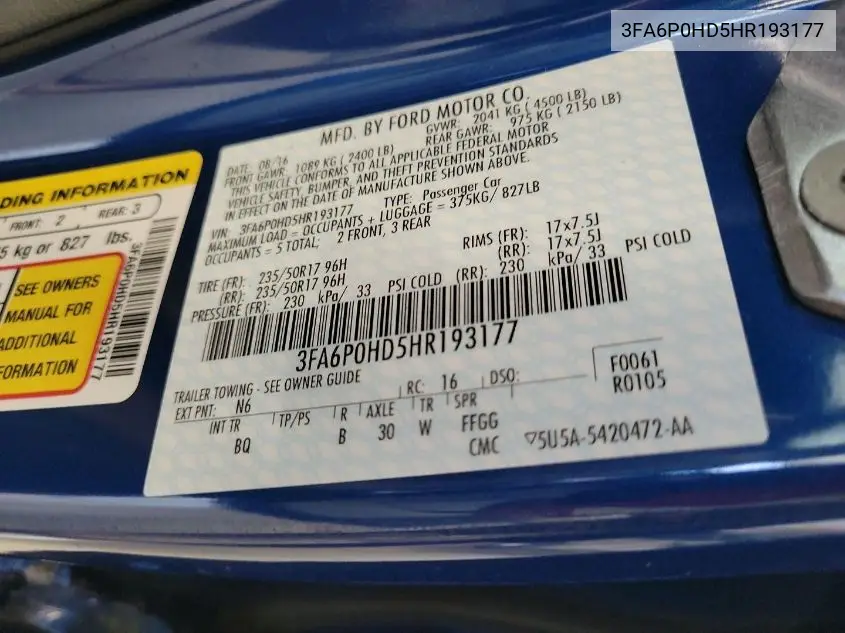 3FA6P0HD5HR193177
MFD. BY FORD MOTOR CO.
DATE: 08/16 GVWR: 2041 KG ( 4500 LB)
FRONT GAWR: 1089 KG ( 2400 LB) REAR GAWR: 975 KG ( 2150 LB)
THIS VEHICLE CONFORMS TO ALL APPLICABLE FEDERAL MOTOR
VEHICLE SAFETY, BUMPER, AND THEFT PREVENTION STANDARDS
IN EFFECT ON THE DATE OF MANUFACTURE SHOWN ABOVE.
VIN: 3FA6P0HD5HR193177 TYPE: Passenger Car
MAXIMUM LOAD = OCCUPANTS + LUGGAGE = 375KG/ 827LB
OCCUPANTS = 5 TOTAL; 2 FRONT, 3 REAR
TIRE (FR): 235/50R17 96H RIMS (FR): 17x7.5J
(RR): 235/50R17 96H (RR): 17x7.5J
PRESSURE (FR): 230 kPa/ 33 PSI COLD (RR): 230 kPa/ 33 PSI COLD
3FA6P0HD5HR193177
TRAILER TOWING - SEE OWNER GUIDE
EXT PNT: N6 RC: 16 DSO: F0061
R0105
INT TR TP/PS R AXLE TR SPR
BQ B 30 W FFGG
CMC ▽5U5A-5420472-AA
DING INFORMATION
FRONT: 2 REAR: 3
5 kg or 827 lbs.
SEE OWNERS
MANUAL FOR
ADDITIONAL
FORMATION
3FA6P0HD5HR193177